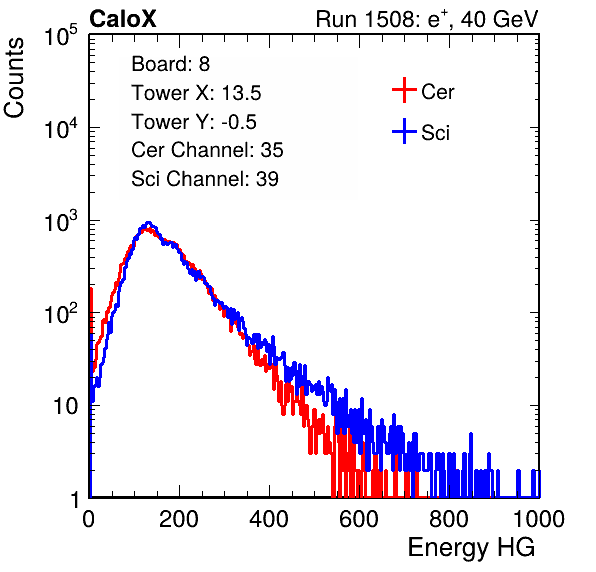 CaloX Run 1508: e⁺, 40 GeV
Counts
Board: 8
Tower X: 13.5
Tower Y: -0.5
Cer Channel: 35
Sci Channel: 39
Cer
Sci
10⁵
10⁴
10³
10²
10
1
0 200 400 600 800 1000
Energy HG